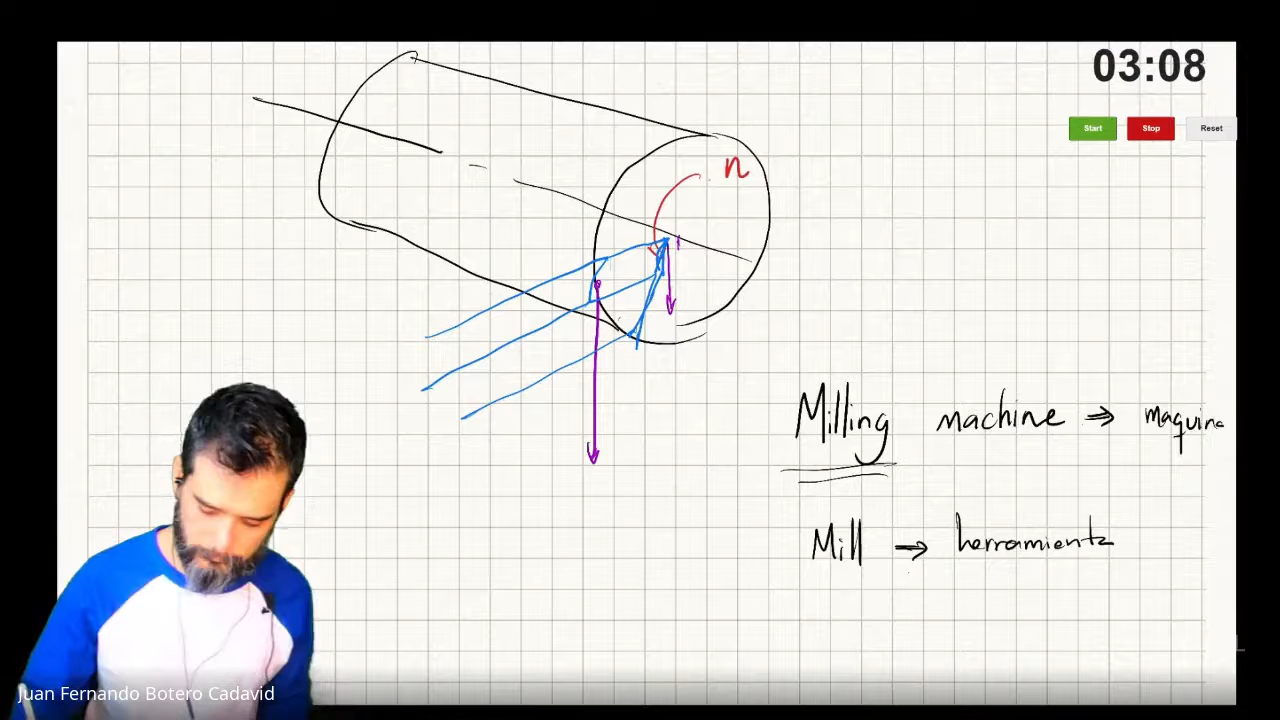 03:08
Start Stop Reset
n
Milling machine ⇒ maquina
Mill → herramienta
Juan Fernando Botero Cadavid